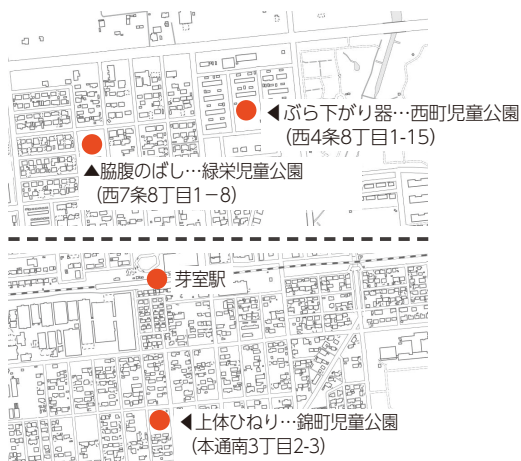 ◀ぶら下がり器…西町児童公園
(西4条8丁目1-15)
▲脇腹のばし…緑栄児童公園
(西7条8丁目1−8)
芽室駅
◀上体ひねり…錦町児童公園
(本通南3丁目2-3)